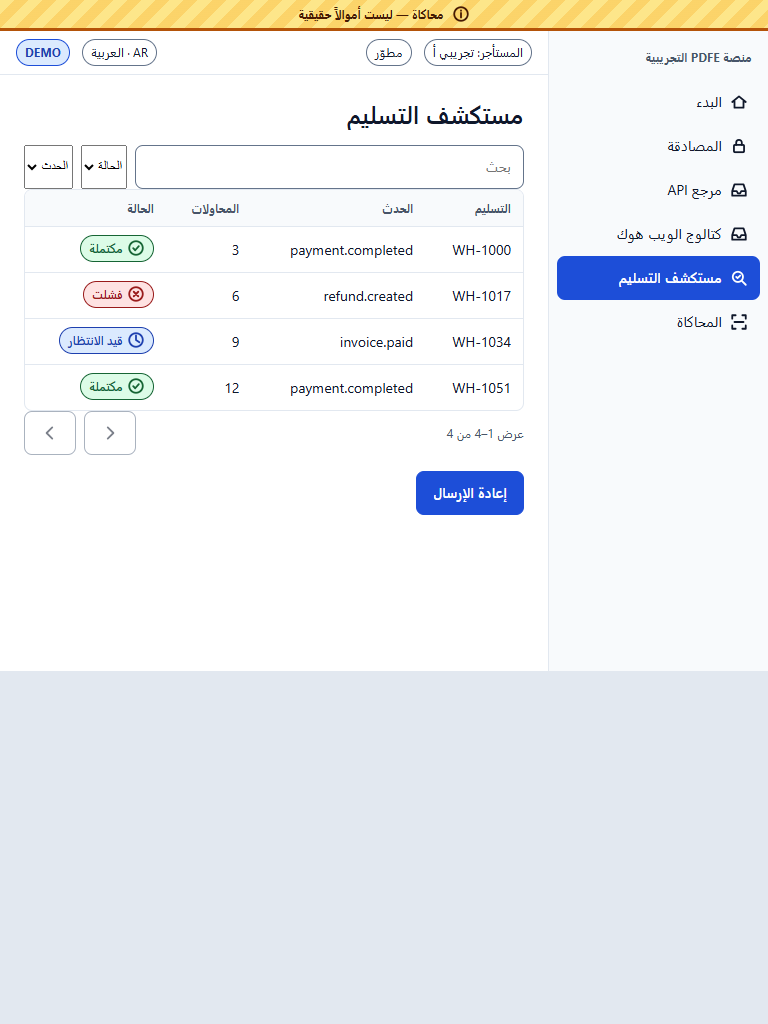 محاكاة — ليست أموالاً حقيقية
منصة PDFE التجريبية
البدء
المصادقة
مرجع API
كتالوج الويب هوك
مستكشف التسليم
المحاكاة
المستأجر: تجريبي أ
مطوّر
العربية · AR
DEMO
مستكشف التسليم
بحث
الحالة
الحدث
التسليم الحدث المحاولات الحالة
WH-1000 payment.completed 3 مكتملة
WH-1017 refund.created 6 فشلت
WH-1034 invoice.paid 9 قيد الانتظار
WH-1051 payment.completed 12 مكتملة
عرض 1–4 من 4
إعادة الإرسال